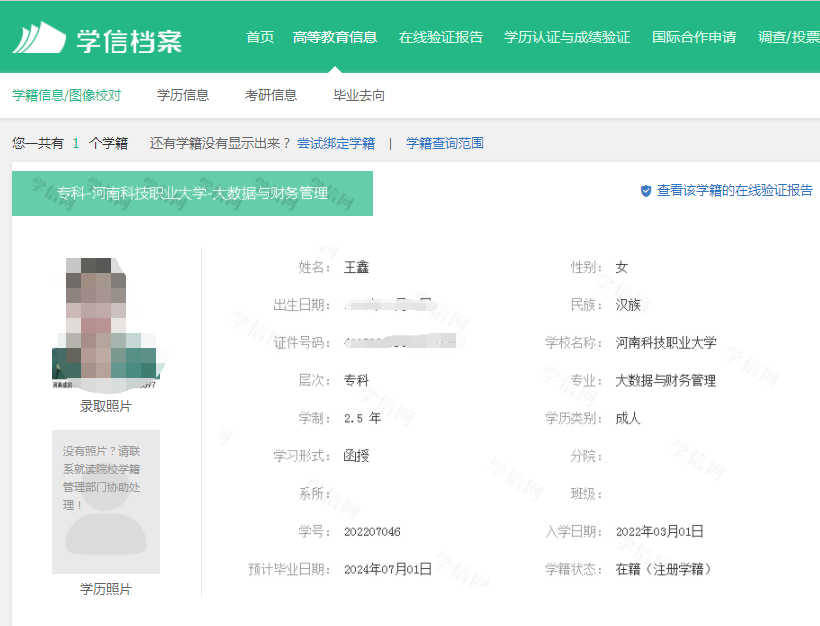 学信档案 首页 高等教育信息 在线验证报告 学历认证与成绩验证 国际合作申请 调查/投票
学籍信息/图像校对 学历信息 考研信息 毕业去向
您一共有 1 个学籍 还有学籍没有显示出来？ 尝试绑定学籍 | 学籍查询范围
专科-河南科技职业大学-大数据与财务管理 查看该学籍的在线验证报告
姓名： 王鑫 性别： 女
出生日期： 民族： 汉族
证件号码： 学校名称： 河南科技职业大学
层次： 专科 专业： 大数据与财务管理
录取照片
学制： 2.5 年 学历类别： 成人
没有照片？请联
系就读院校学籍
管理部门协助处
理！
学习形式： 函授 分院：
系所： 班级：
学号： 202207046 入学日期： 2022年03月01日
预计毕业日期： 2024年07月01日 学籍状态： 在籍（注册学籍）
学历照片
学信网